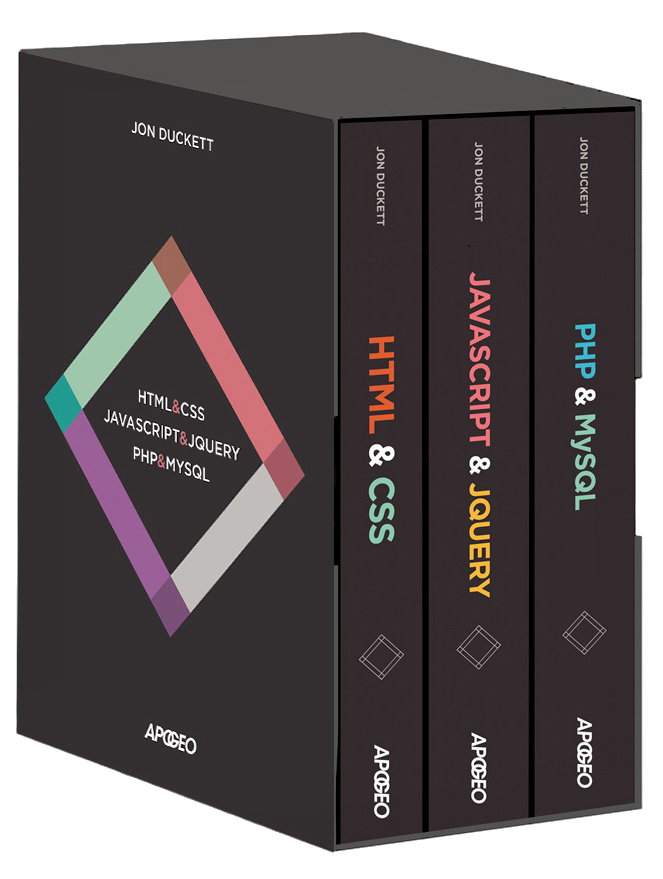 JON DUCKETT
HTML&CSS
JAVASCRIPT&JQUERY
PHP&MYSQL
APOGEO
JON DUCKETT
HTML & CSS
APOGEO
JON DUCKETT
JAVASCRIPT & JQUERY
APOGEO
JON DUCKETT
PHP & MySQL
APOGEO